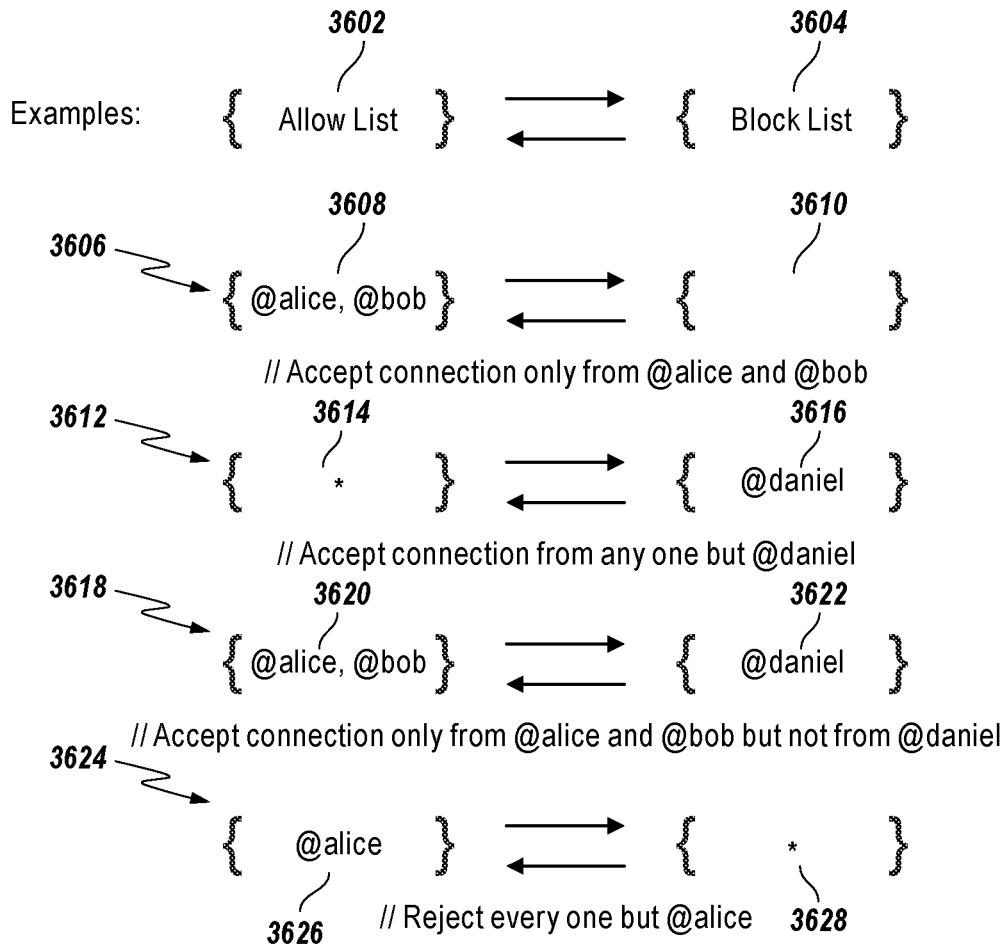 3602 3604
Examples: { Allow List } { Block List }
3608 3610
3606
{ @alice, @bob } { }
// Accept connection only from @alice and @bob
3612 3614 3616
{ * } { @daniel }
// Accept connection from any one but @daniel
3618 3620 3622
{ @alice, @bob } { @daniel }
// Accept connection only from @alice and @bob but not from @daniel
3624
{ @alice } { * }
3626 // Reject every one but @alice 3628